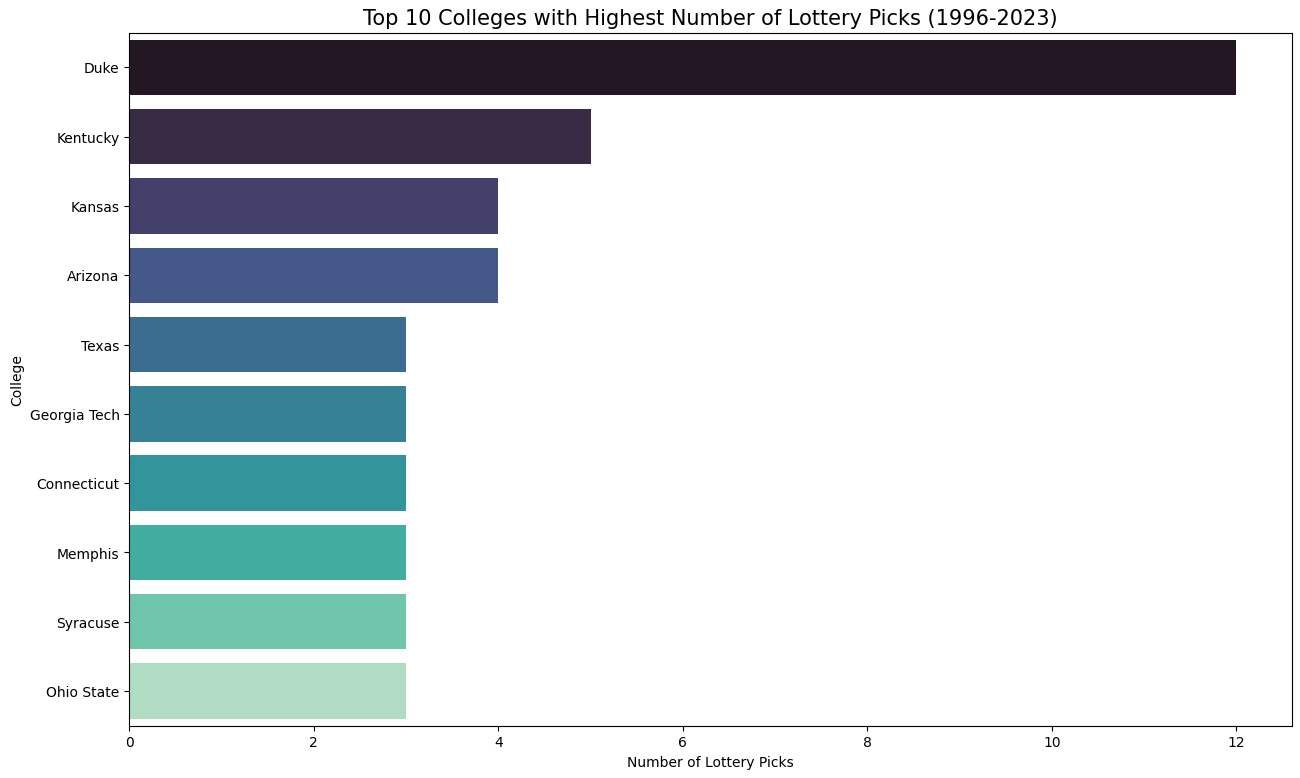 Top 10 Colleges with Highest Number of Lottery Picks (1996-2023)
Duke
Kentucky
Kansas
Arizona
Texas
Georgia Tech
Connecticut
Memphis
Syracuse
Ohio State
College
0 2 4 6 8 10 12
Number of Lottery Picks